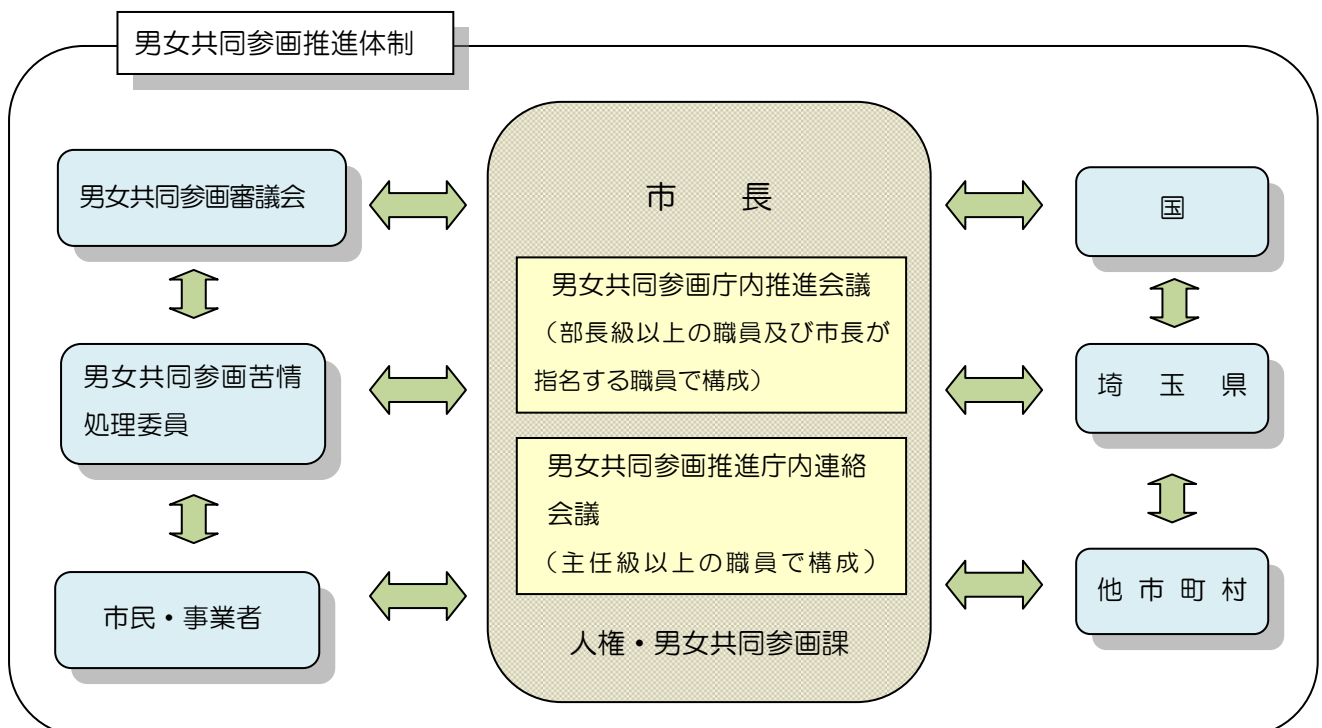 男女共同参画推進体制
男女共同参画審議会
男女共同参画苦情
処理委員
市民・事業者
市　長
男女共同参画庁内推進会議
（部長級以上の職員及び市長が
指名する職員で構成）
男女共同参画推進庁内連絡
会議
（主任級以上の職員で構成）
人権・男女共同参画課
国
埼　玉　県
他 市 町 村